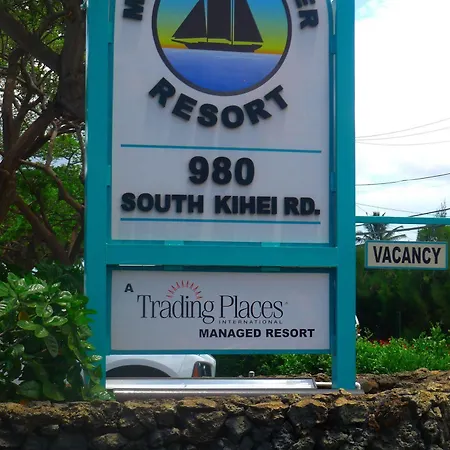 RESORT
980
SOUTH KIHEI RD.
A
Trading Places
INTERNATIONAL
MANAGED RESORT
VACANCY